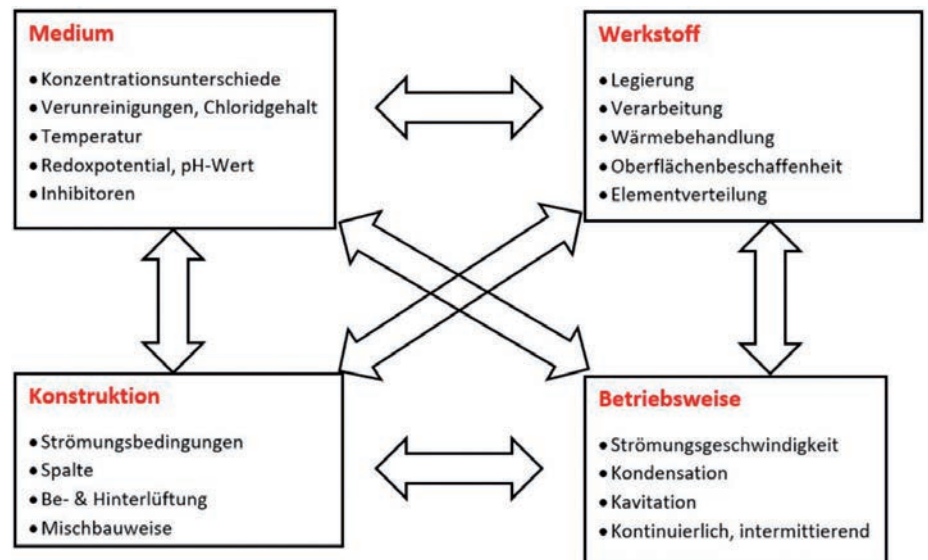 Medium
• Konzentrationsunterschiede
• Verunreinigungen, Chloridgehalt
• Temperatur
• Redoxpotential, pH-Wert
• Inhibitoren
Werkstoff
• Legierung
• Verarbeitung
• Wärmebehandlung
• Oberflächenbeschaffenheit
• Elementverteilung
Konstruktion
• Strömungsbedingungen
• Spalte
• Be- & Hinterlüftung
• Mischbauweise
Betriebsweise
• Strömungsgeschwindigkeit
• Kondensation
• Kavitation
• Kontinuierlich, intermittierend